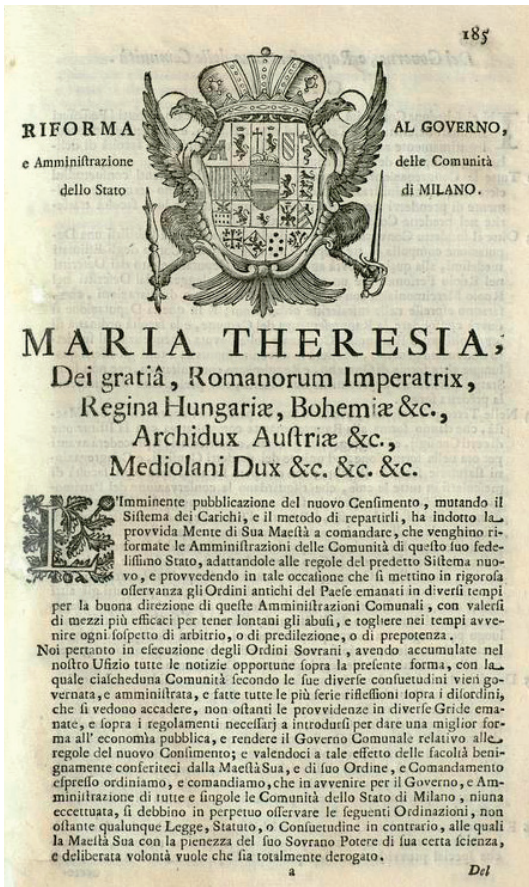 185
RIFORMA AL GOVERNO,
e Amminiſtrazione delle Comunità
dello Stato di MILANO.
MARIA THERESIA,
Dei gratiâ, Romanorum Imperatrix,
Regina Hungariæ, Bohemiæ &c.,
Archidux Auſtriæ &c.,
Mediolani Dux &c. &c. &c.
L'Imminente pubblicazione del nuovo Cenſimento, mutando il
Siſtema dei Carichi, e il metodo di repartirli, ha indotto la
provvida Mente di Sua Maeſtà a comandare, che venghino ri-
formate le Amminiſtrazioni delle Comunità di queſto ſuo fede-
liſſimo Stato, adattandole alle regole del predetto Siſtema nuo-
vo, e provvedendo in tale occaſione che ſi mettino in rigoroſa
oſſervanza gli Ordini antichi del Paeſe emanati in diverſi tempi
per la buona direzione di queſte Amminiſtrazioni Comunali, con valerſi
di mezzi più efficaci per tener lontani gli abuſi, e togliere nei tempi avve-
nire ogni ſoſpetto di arbitrio, o di predilezione, o di prepotenza.
Noi pertanto in eſecuzione degli Ordini Sovrani, avendo accumulate nel
noſtro Ufizio tutte le notizie opportune ſopra la preſente forma, con la
quale ciaſcheduna Comunità ſecondo le ſue diverſe conſuetudini vien go-
vernata, e amminiſtrata, e fatte tutte le più ſerie rifleſſioni ſopra i diſordini,
che ſi vedono accadere, non oſtanti le providenze in diverſe Gride ema-
nate, e ſopra i regolamenti neceſſarj a introdurſi per dare una miglior for-
ma all' economìa pubblica, e rendere il Governo Comunale relativo alle
regole del nuovo Conſimento; e valendoci a tale effetto delle facoltà beni-
gnamente conferiteci dalla Maeſtà Sua, e di ſuo Ordine, e Comandamento
eſpreſſo ordiniamo, e comandiamo, che in avvenire per il Governo, e Am-
miniſtrazione di tutte e ſingole le Comunità dello Stato di Milano, niuna
eccettuata, ſi debbino in perpetuo oſſervare le ſeguenti Ordinazioni, non
oſtante qualunque Legge, Statuto, o Conſuetudine in contrario, alle quali
la Maeſtà Sua con la pienezza del ſuo Sovrano Potere di ſua certa ſcienza,
e deliberata volontà vuole che ſia totalmente derogato.
a Del